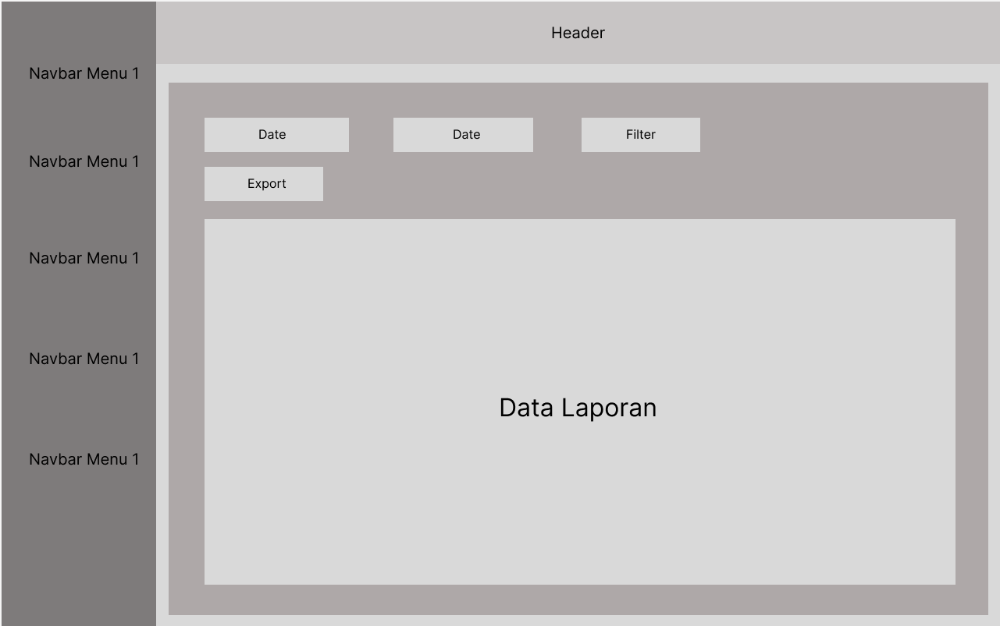 Header
Navbar Menu 1
Navbar Menu 1
Navbar Menu 1
Navbar Menu 1
Navbar Menu 1
Date
Date
Filter
Export
Data Laporan